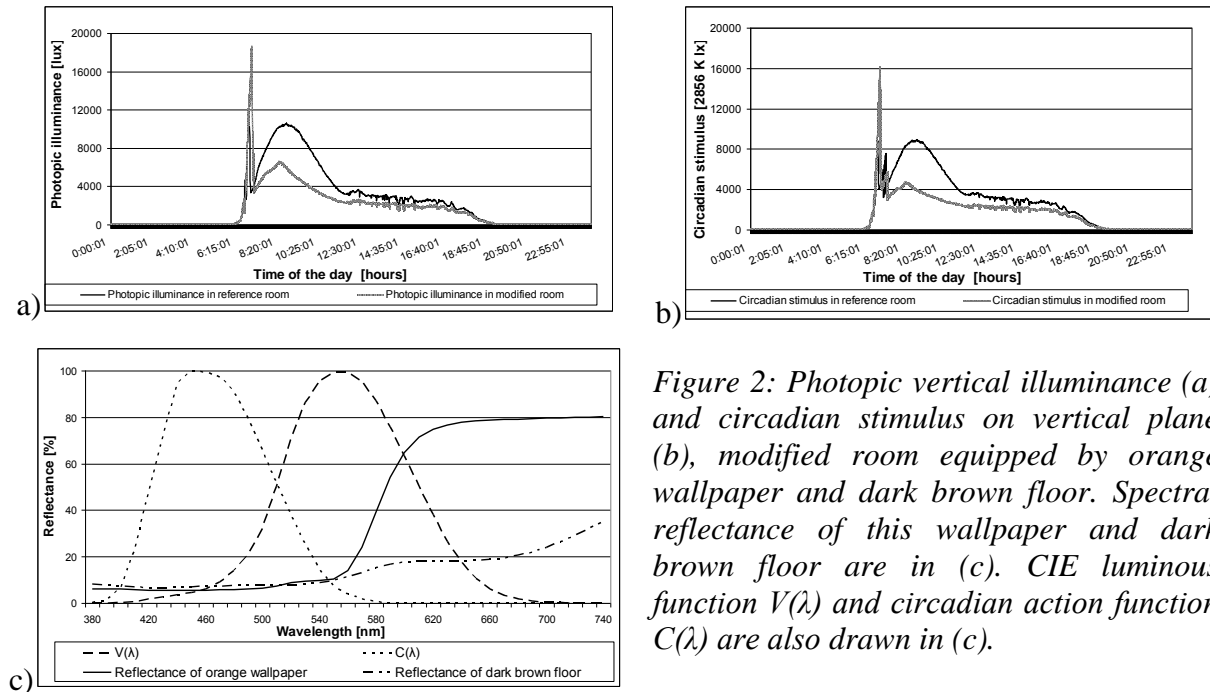 20000
16000
12000
8000
4000
0
Photopic illuminance [lux]
0:00:01
2:05:01
4:10:01
6:15:01
8:20:01
10:25:01
12:30:01
14:35:01
16:40:01
18:45:01
20:50:01
22:55:01
Time of the day [hours]
Photopic illuminance in reference room
Photopic illuminance in modified room
a)
20000
16000
12000
8000
4000
0
Circadian stimulus [2856 K lx]
0:00:01
2:05:01
4:10:01
6:15:01
8:20:01
10:25:01
12:30:01
14:35:01
16:40:01
18:45:01
20:50:01
22:55:01
Time of the day [hours]
Circadian stimulus in reference room
Circadian stimulus in modified room
b)
100
80
60
40
20
0
Reflectance [%]
380
420
460
500
540
580
620
660
700
740
Wavelength [nm]
V(λ)
C(λ)
Reflectance of orange wallpaper
Reflectance of dark brown floor
c)
Figure 2: Photopic vertical illuminance (a
and circadian stimulus on vertical plane
(b), modified room equipped by orange
wallpaper and dark brown floor. Spectra
reflectance of this wallpaper and dark
brown floor are in (c). CIE luminous
function V(λ) and circadian action function
C(λ) are also drawn in (c).